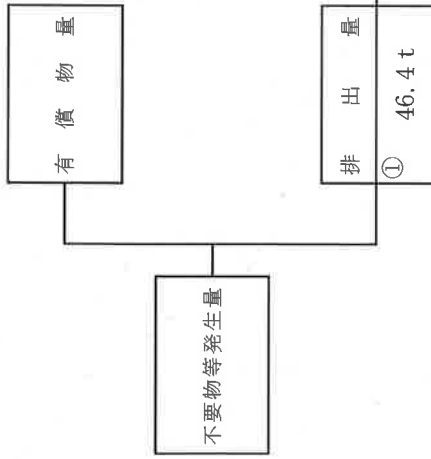 有償物量
不要物等発生量
排出量
①
46.4 t